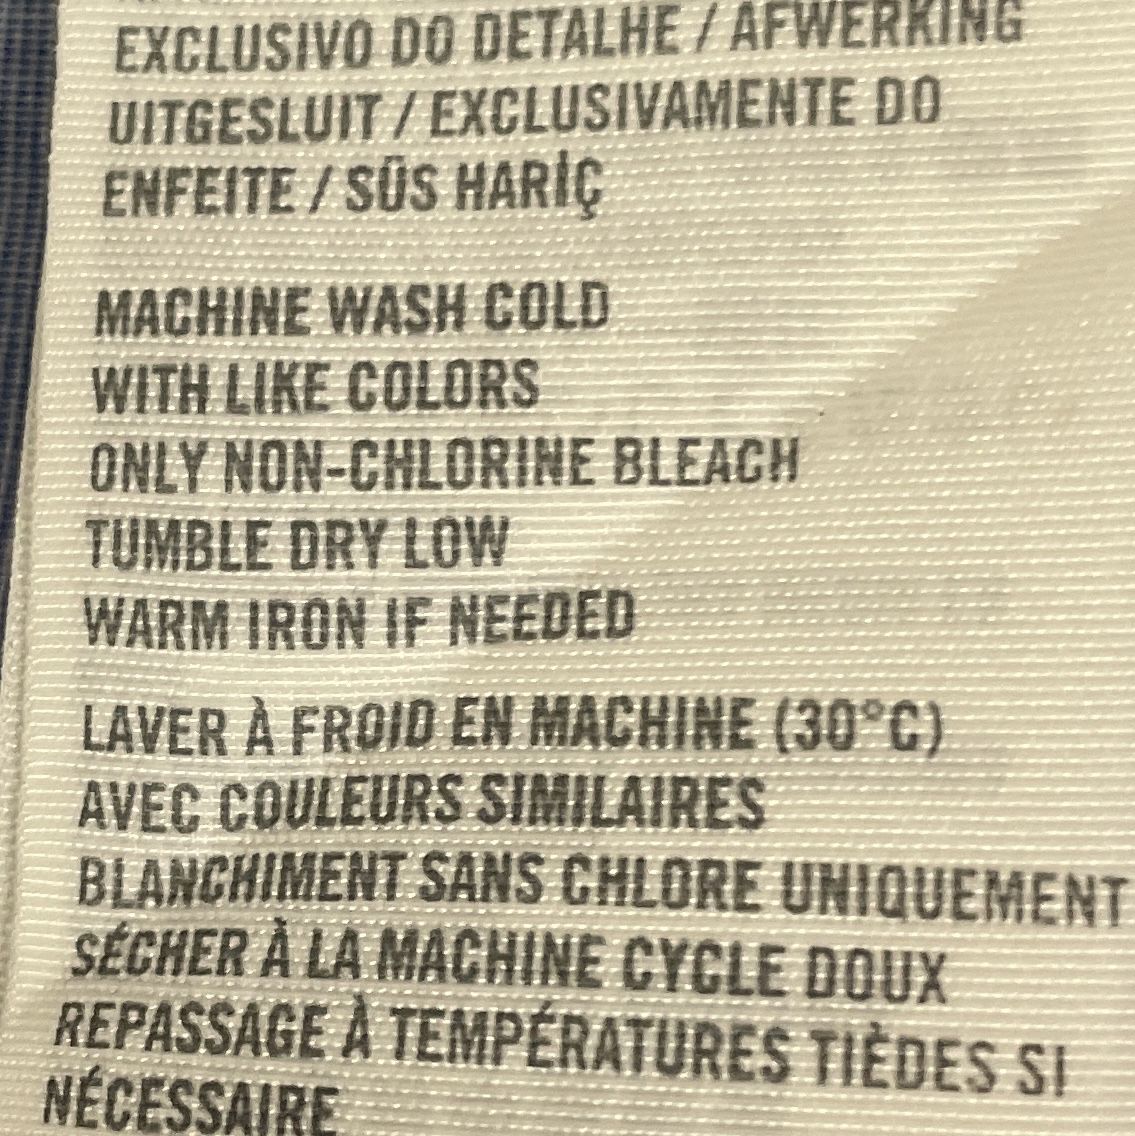 EXCLUSIVO DO DETALHE / AFWERKING
UITGESLUIT / EXCLUSIVAMENTE DO
ENFEITE / SÜS HARİÇ
MACHINE WASH COLD
WITH LIKE COLORS
ONLY NON-CHLORINE BLEACH
TUMBLE DRY LOW
WARM IRON IF NEEDED
LAVER À FROID EN MACHINE (30°C)
AVEC COULEURS SIMILAIRES
BLANCHIMENT SANS CHLORE UNIQUEMENT
SÉCHER À LA MACHINE CYCLE DOUX
REPASSAGE À TEMPÉRATURES TIÈDES SI
NÉCESSAIRE